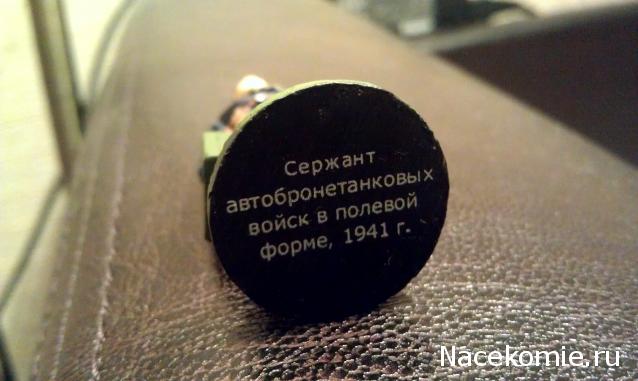 Сержант
автобронетанковых
войск в полевой
форме, 1941 г.
Nacekomie.ru